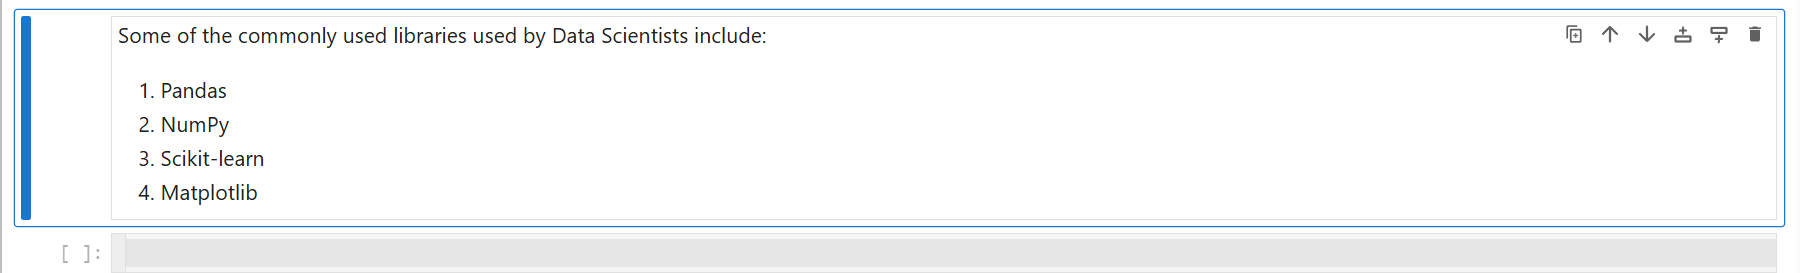 Some of the commonly used libraries used by Data Scientists include:
1. Pandas
2. NumPy
3. Scikit-learn
4. Matplotlib
[ ]: